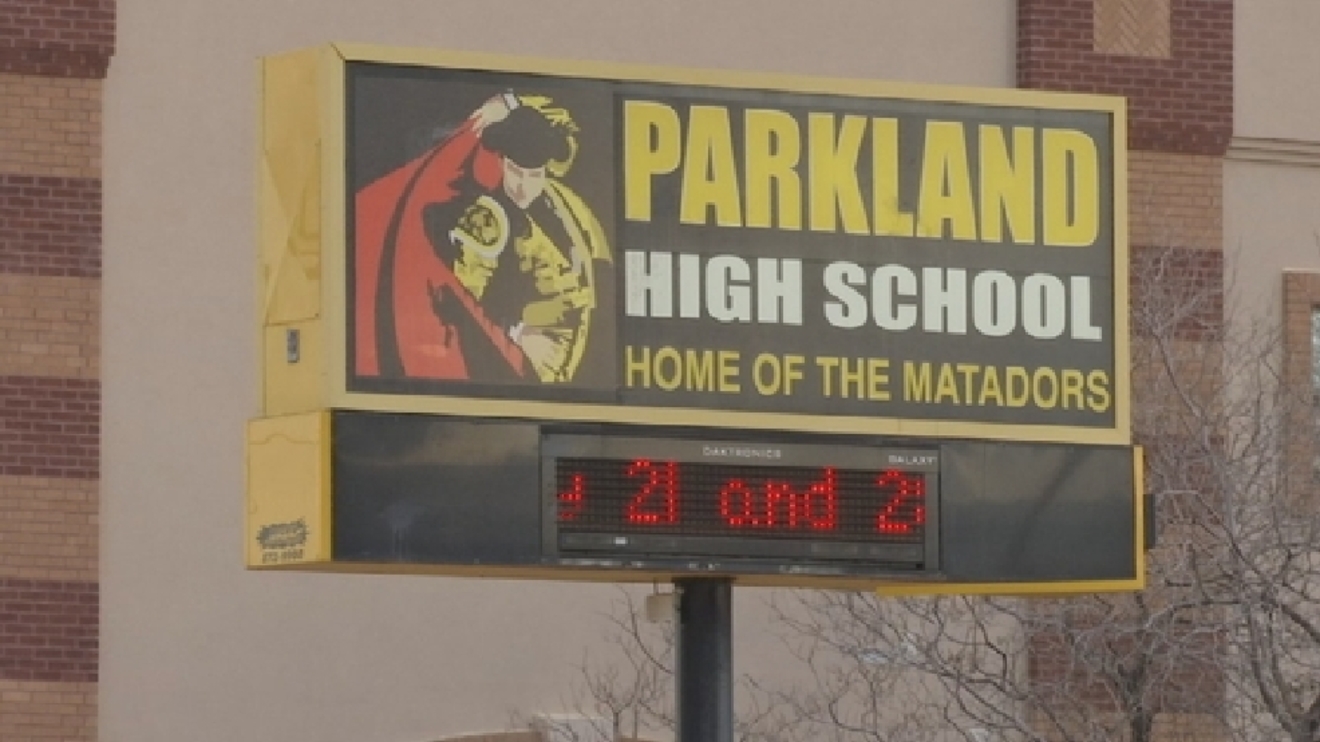 PARKLAND
HIGH SCHOOL
HOME OF THE MATADORS
DAKTRONICS GALAXY
21 and 2